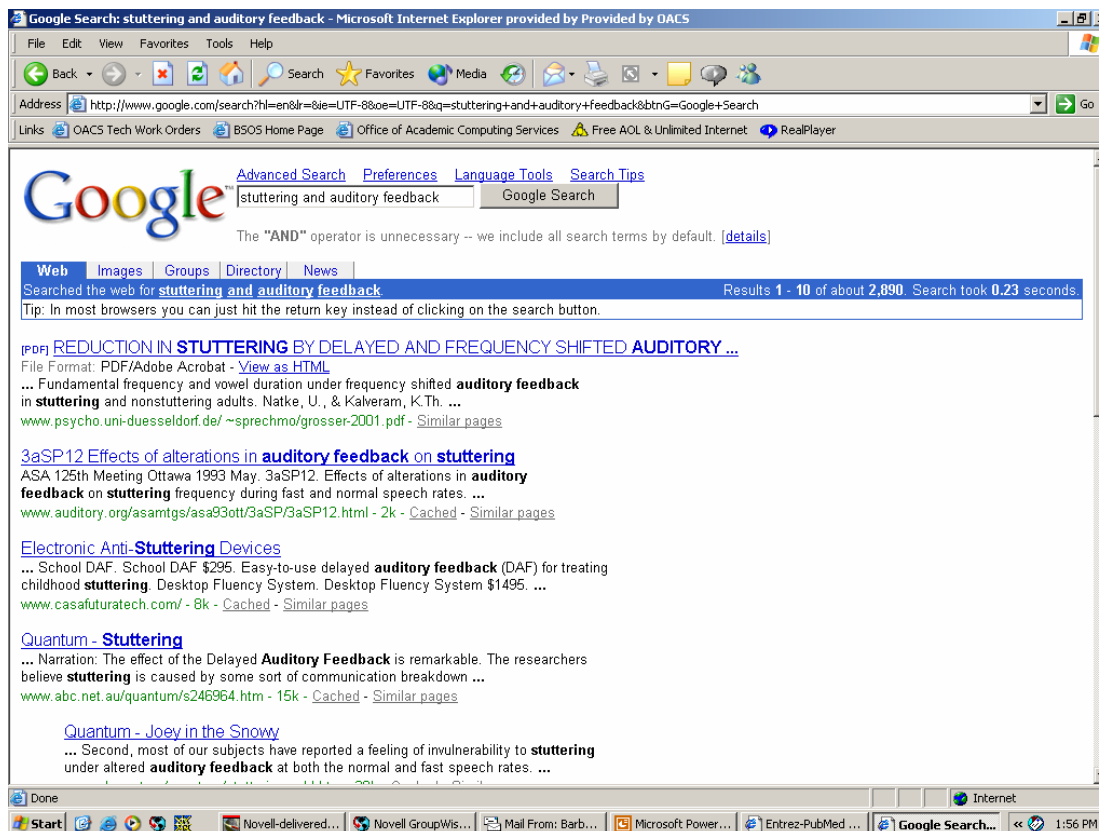 Google Search: stuttering and auditory feedback - Microsoft Internet Explorer provided by Provided by OACS
File Edit View Favorites Tools Help
Back Search Favorites Media
Address http://www.google.com/search?hl=en&lr=&ie=UTF-8&oe=UTF-8&q=stuttering+and+auditory+feedback&btnG=Google+Search Go
Links OACS Tech Work Orders BSOS Home Page Office of Academic Computing Services Free AOL & Unlimited Internet RealPlayer
Advanced Search Preferences Language Tools Search Tips
Google™ stuttering and auditory feedback Google Search
The "AND" operator is unnecessary -- we include all search terms by default. [details]
Web Images Groups Directory News
Searched the web for stuttering and auditory feedback. Results 1 - 10 of about 2,890. Search took 0.23 seconds.
Tip: In most browsers you can just hit the return key instead of clicking on the search button.
[PDF] REDUCTION IN STUTTERING BY DELAYED AND FREQUENCY SHIFTED AUDITORY ...
File Format: PDF/Adobe Acrobat - View as HTML
... Fundamental frequency and vowel duration under frequency shifted auditory feedback
in stuttering and nonstuttering adults. Natke, U., & Kalveram, K.Th. ...
www.psycho.uni-duesseldorf.de/ ~sprechmo/grosser-2001.pdf - Similar pages
3aSP12 Effects of alterations in auditory feedback on stuttering
ASA 125th Meeting Ottawa 1993 May. 3aSP12. Effects of alterations in auditory
feedback on stuttering frequency during fast and normal speech rates. ...
www.auditory.org/asamtgs/asa93ott/3aSP/3aSP12.html - 2k - Cached - Similar pages
Electronic Anti-Stuttering Devices
... School DAF. School DAF $295. Easy-to-use delayed auditory feedback (DAF) for treating
childhood stuttering. Desktop Fluency System. Desktop Fluency System $1495. ...
www.casafuturatech.com/ - 8k - Cached - Similar pages
Quantum - Stuttering
... Narration: The effect of the Delayed Auditory Feedback is remarkable. The researchers
believe stuttering is caused by some sort of communication breakdown ...
www.abc.net.au/quantum/s246964.htm - 15k - Cached - Similar pages
Quantum - Joey in the Snowy
... Second, most of our subjects have reported a feeling of invulnerability to stuttering
under altered auditory feedback at both the normal and fast speech rates. ...
Done Internet
Start Novell-delivered... Novell GroupWis... Mail From: Barb... Microsoft Power... Entrez-PubMed ... Google Search... « 1:56 PM